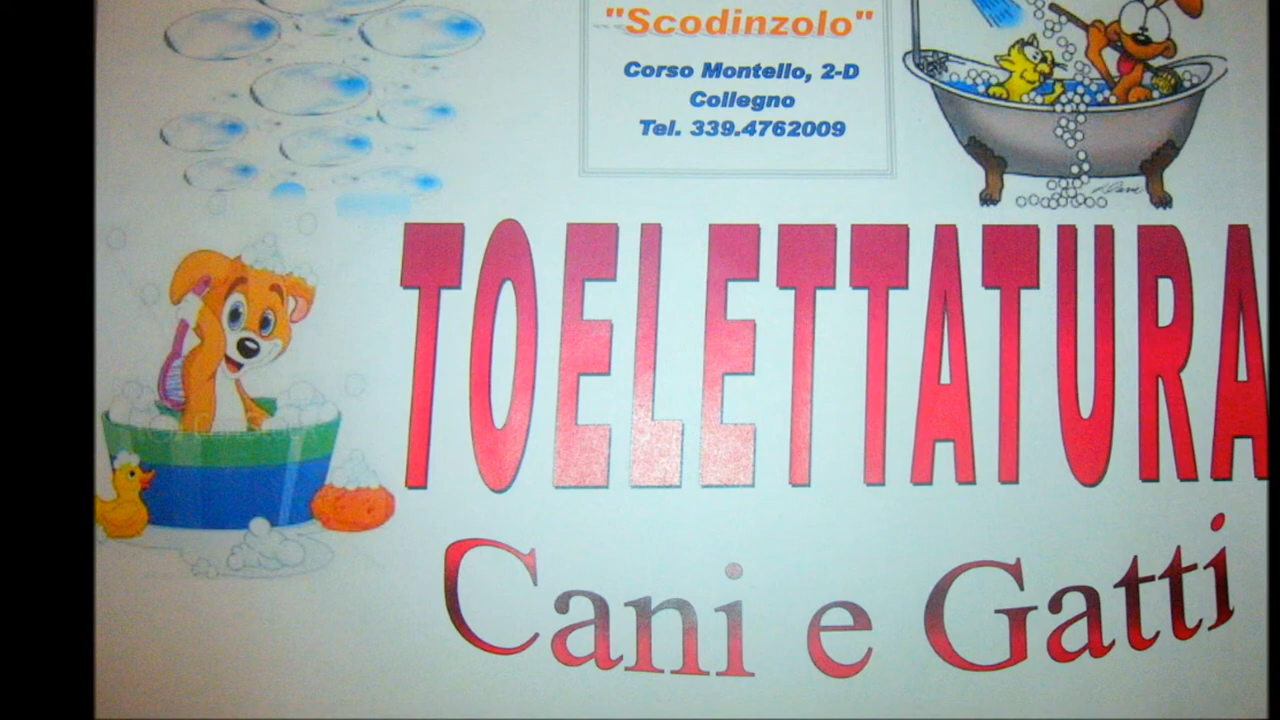 "Scodinzolo"
Corso Montello, 2-D
Collegno
Tel. 339.4762009
TOELETTATURA
Cani e Gatti